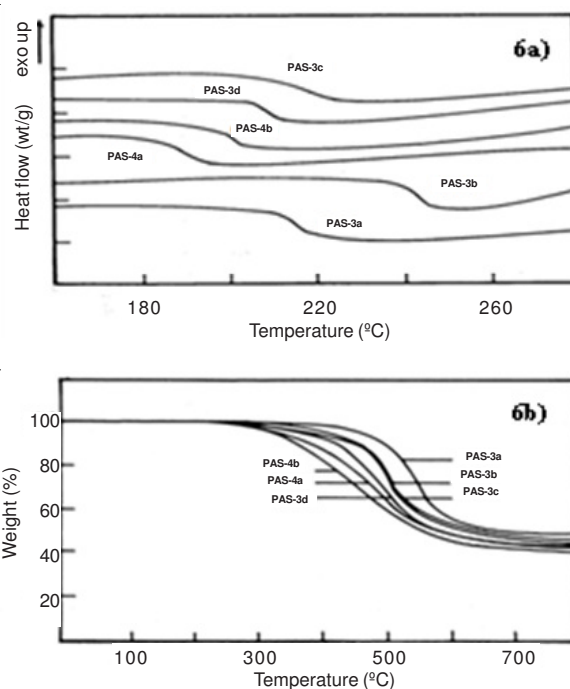 6a)
exo up
Heat flow (wt/g)
PAS-3c
PAS-3d
PAS-4b
PAS-4a
PAS-3b
PAS-3a
180 220 260
Temperature (ºC)
6b)
Weight (%)
100
80
60
40
20
PAS-3a
PAS-4b
PAS-3b
PAS-4a
PAS-3c
PAS-3d
100 300 500 700
Temperature (ºC)